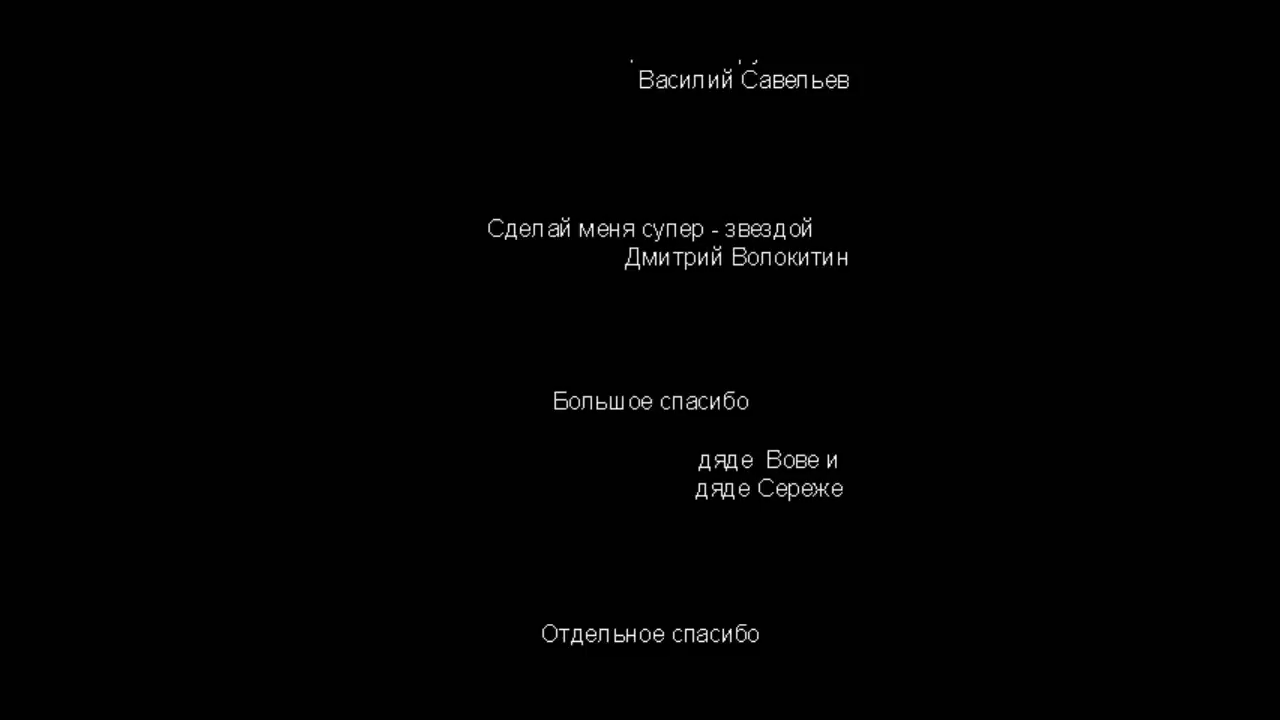 Василий Савельев
Сделай меня супер - звездой
Дмитрий Волокитин
Большое спасибо
дяде Вове и
дяде Сереже
Отдельное спасибо